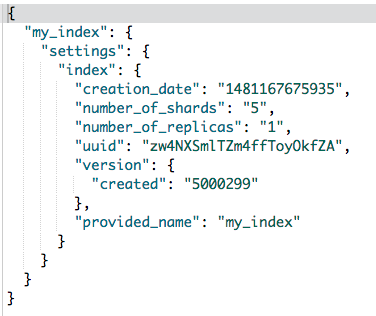 {
  "my_index": {
    "settings": {
      "index": {
        "creation_date": "1481167675935",
        "number_of_shards": "5",
        "number_of_replicas": "1",
        "uuid": "zw4NXSmlTZm4ffToyOkfZA",
        "version": {
          "created": "5000299"
        },
        "provided_name": "my_index"
      }
    }
  }
}